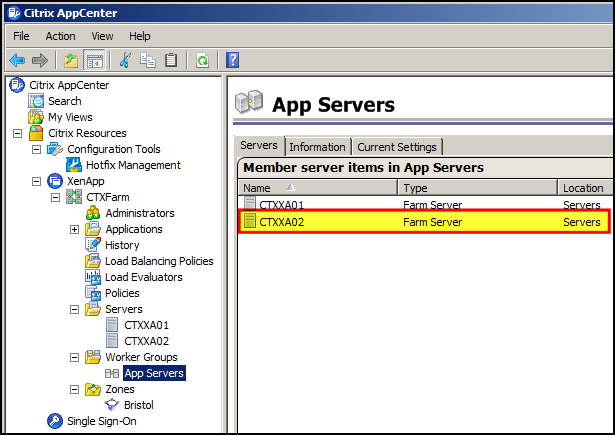 Citrix AppCenter
File Action View Help
Citrix AppCenter
Search
My Views
Citrix Resources
Configuration Tools
Hotfix Management
XenApp
CTXFarm
Administrators
Applications
History
Load Balancing Policies
Load Evaluators
Policies
Servers
CTXXA01
CTXXA02
Worker Groups
App Servers
Zones
Bristol
Single Sign-On
App Servers
Servers Information Current Settings
Member server items in App Servers
Name Type Location
CTXXA01 Farm Server Servers
CTXXA02 Farm Server Servers